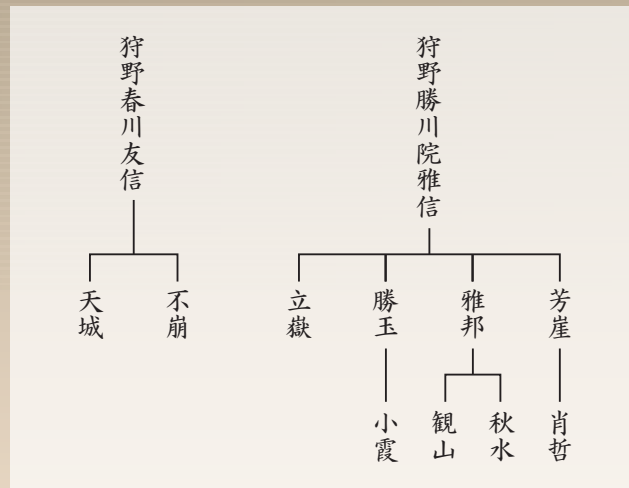 狩野勝川院雅信
芳崖
雅邦
勝玉
立嶽
肖哲
秋水
観山
小霞
狩野春川友信
不崩
天城